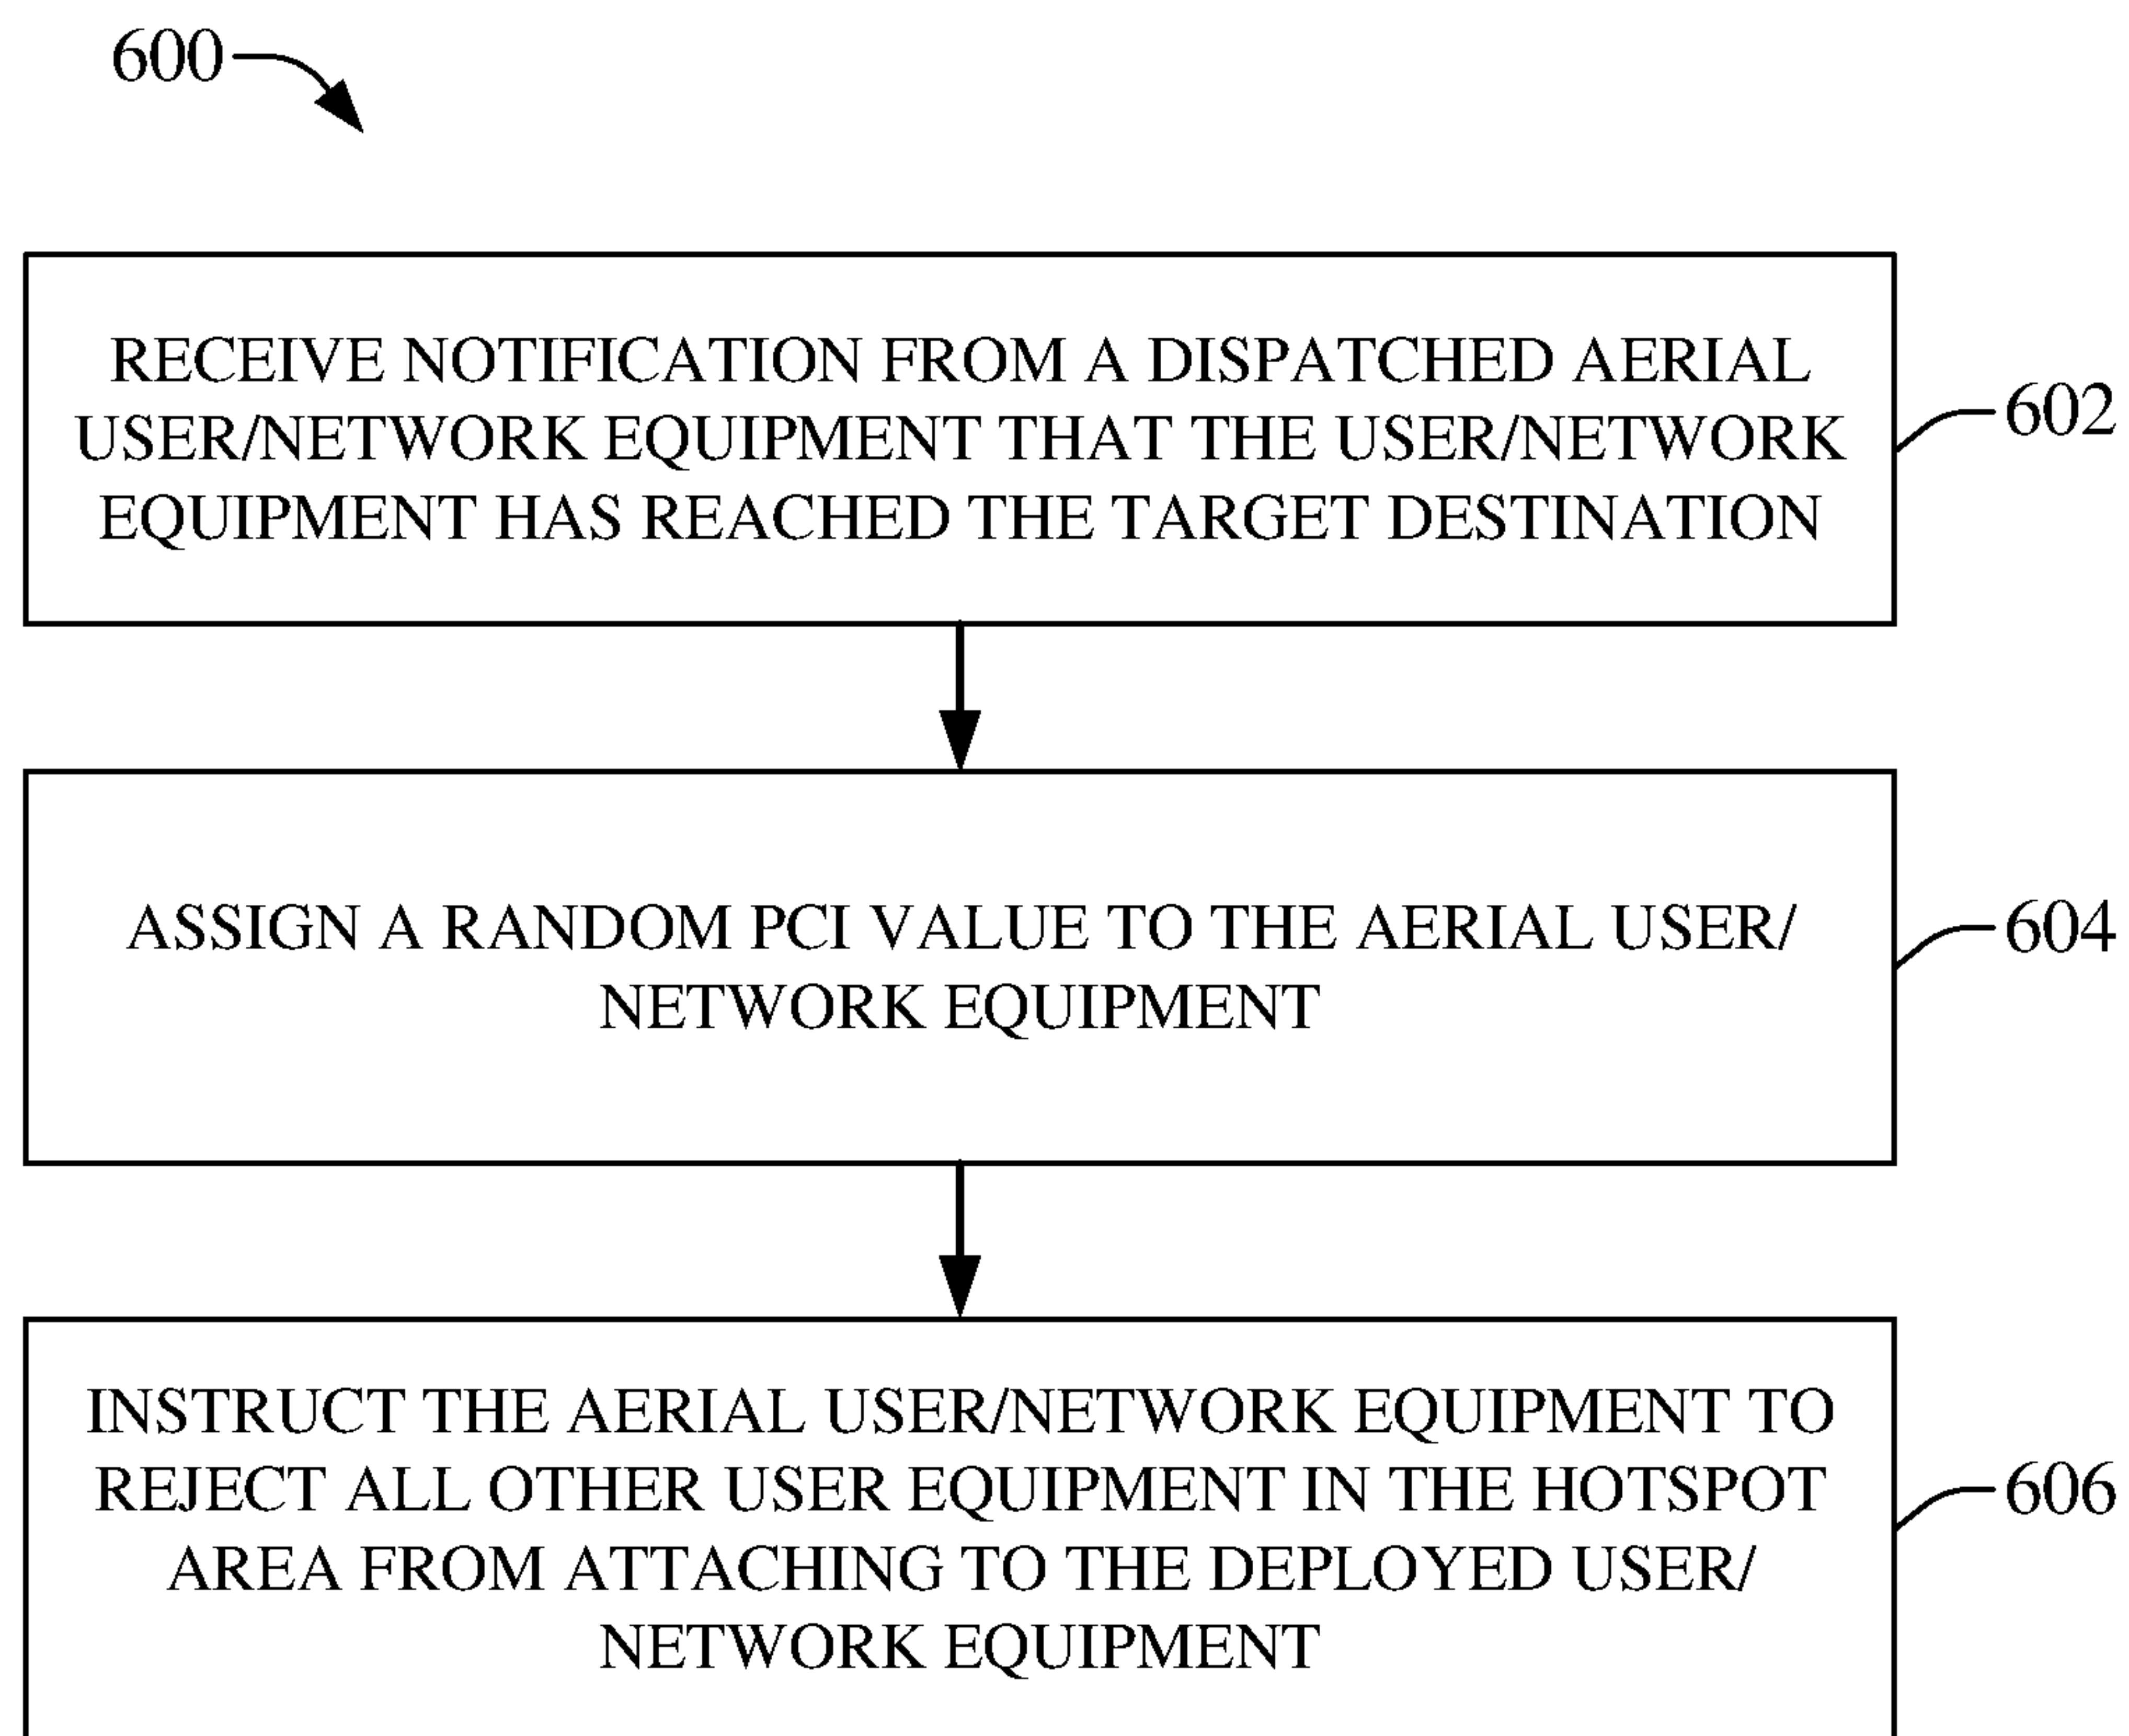 600
RECEIVE NOTIFICATION FROM A DISPATCHED AERIAL
USER/NETWORK EQUIPMENT THAT THE USER/NETWORK
EQUIPMENT HAS REACHED THE TARGET DESTINATION
602
ASSIGN A RANDOM PCI VALUE TO THE AERIAL USER/
NETWORK EQUIPMENT
604
INSTRUCT THE AERIAL USER/NETWORK EQUIPMENT TO
REJECT ALL OTHER USER EQUIPMENT IN THE HOTSPOT
AREA FROM ATTACHING TO THE DEPLOYED USER/
NETWORK EQUIPMENT
606